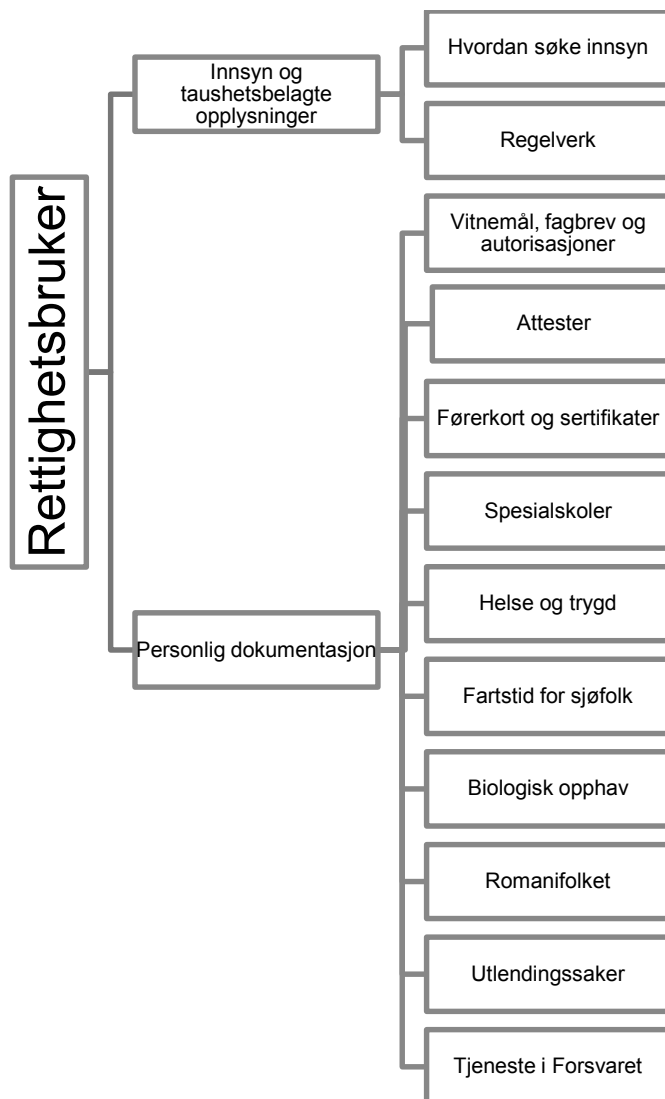 Rettighetsbruker
Innsyn og
taushetsbelagte
opplysninger
Hvordan søke innsyn
Regelverk
Personlig dokumentasjon
Vitnemål, fagbrev og
autorisasjoner
Attester
Førerkort og sertifikater
Spesialskoler
Helse og trygd
Fartstid for sjøfolk
Biologisk opphav
Romanifolket
Utlendingssaker
Tjeneste i Forsvaret